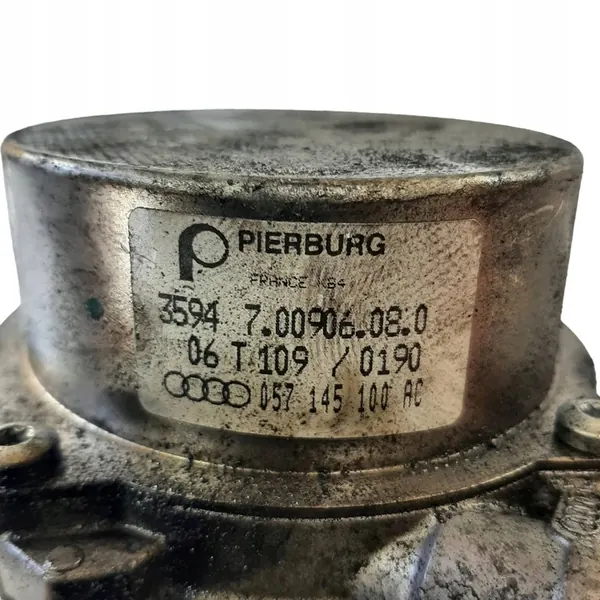 PIERBURG
FRANCE K84
3594 7.00906.08.0
06 T 109 / 0190
057 145 100 AC